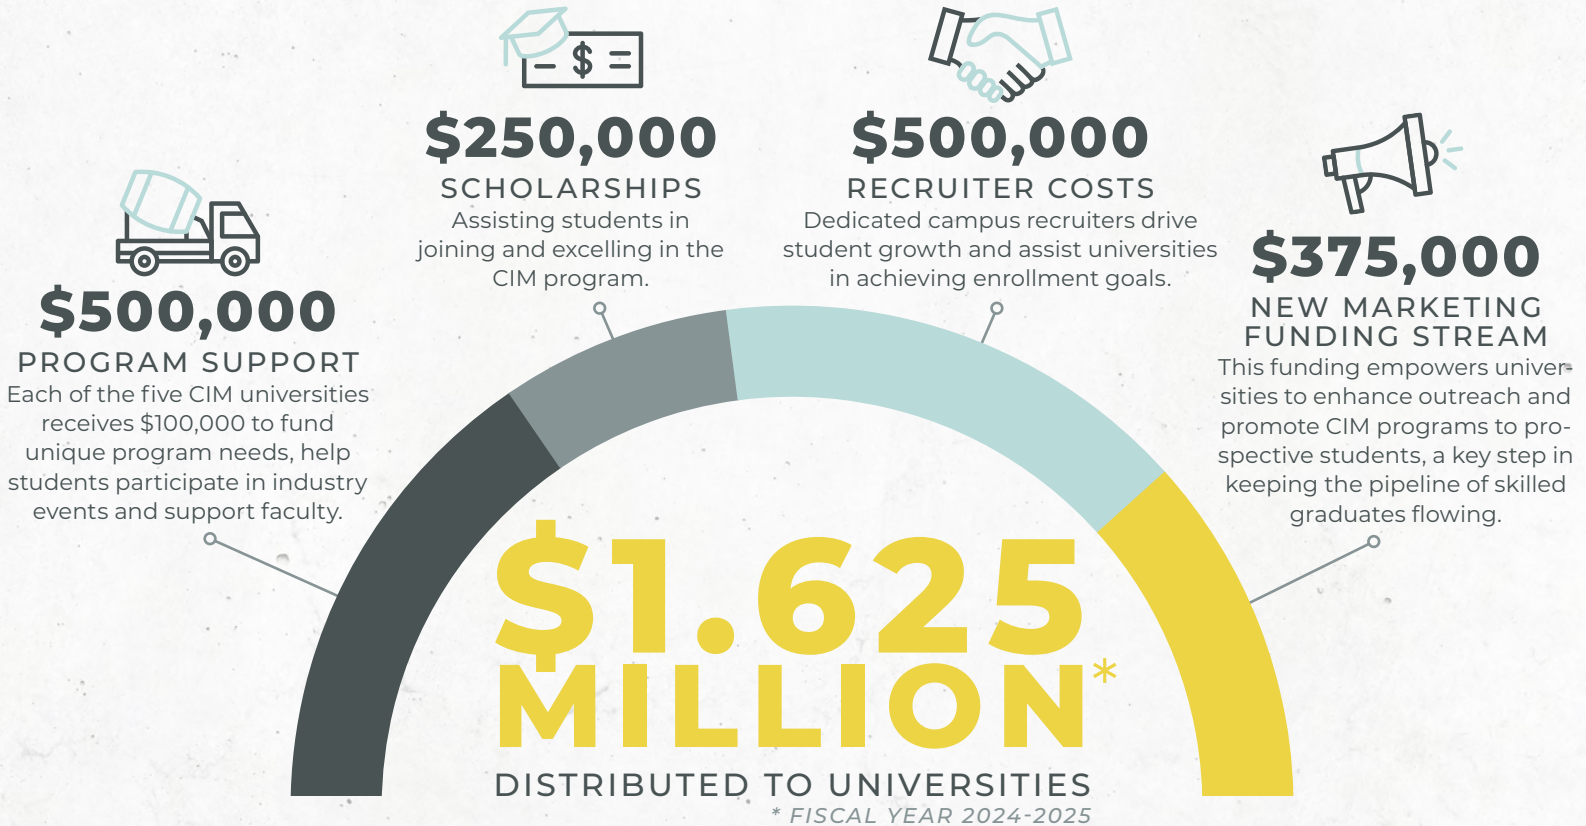 $500,000
PROGRAM SUPPORT
Each of the five CIM universities
receives $100,000 to fund
unique program needs, help
students participate in industry
events and support faculty.
$
$250,000
SCHOLARSHIPS
Assisting students in
joining and excelling in the
CIM program.
$500,000
RECRUITER COSTS
Dedicated campus recruiters drive
student growth and assist universities
in achieving enrollment goals.
$375,000
NEW MARKETING
FUNDING STREAM
This funding empowers univer-
sities to enhance outreach and
promote CIM programs to pro-
spective students, a key step in
keeping the pipeline of skilled
graduates flowing.
$1.625
MILLION*
DISTRIBUTED TO UNIVERSITIES
* FISCAL YEAR 2024-2025